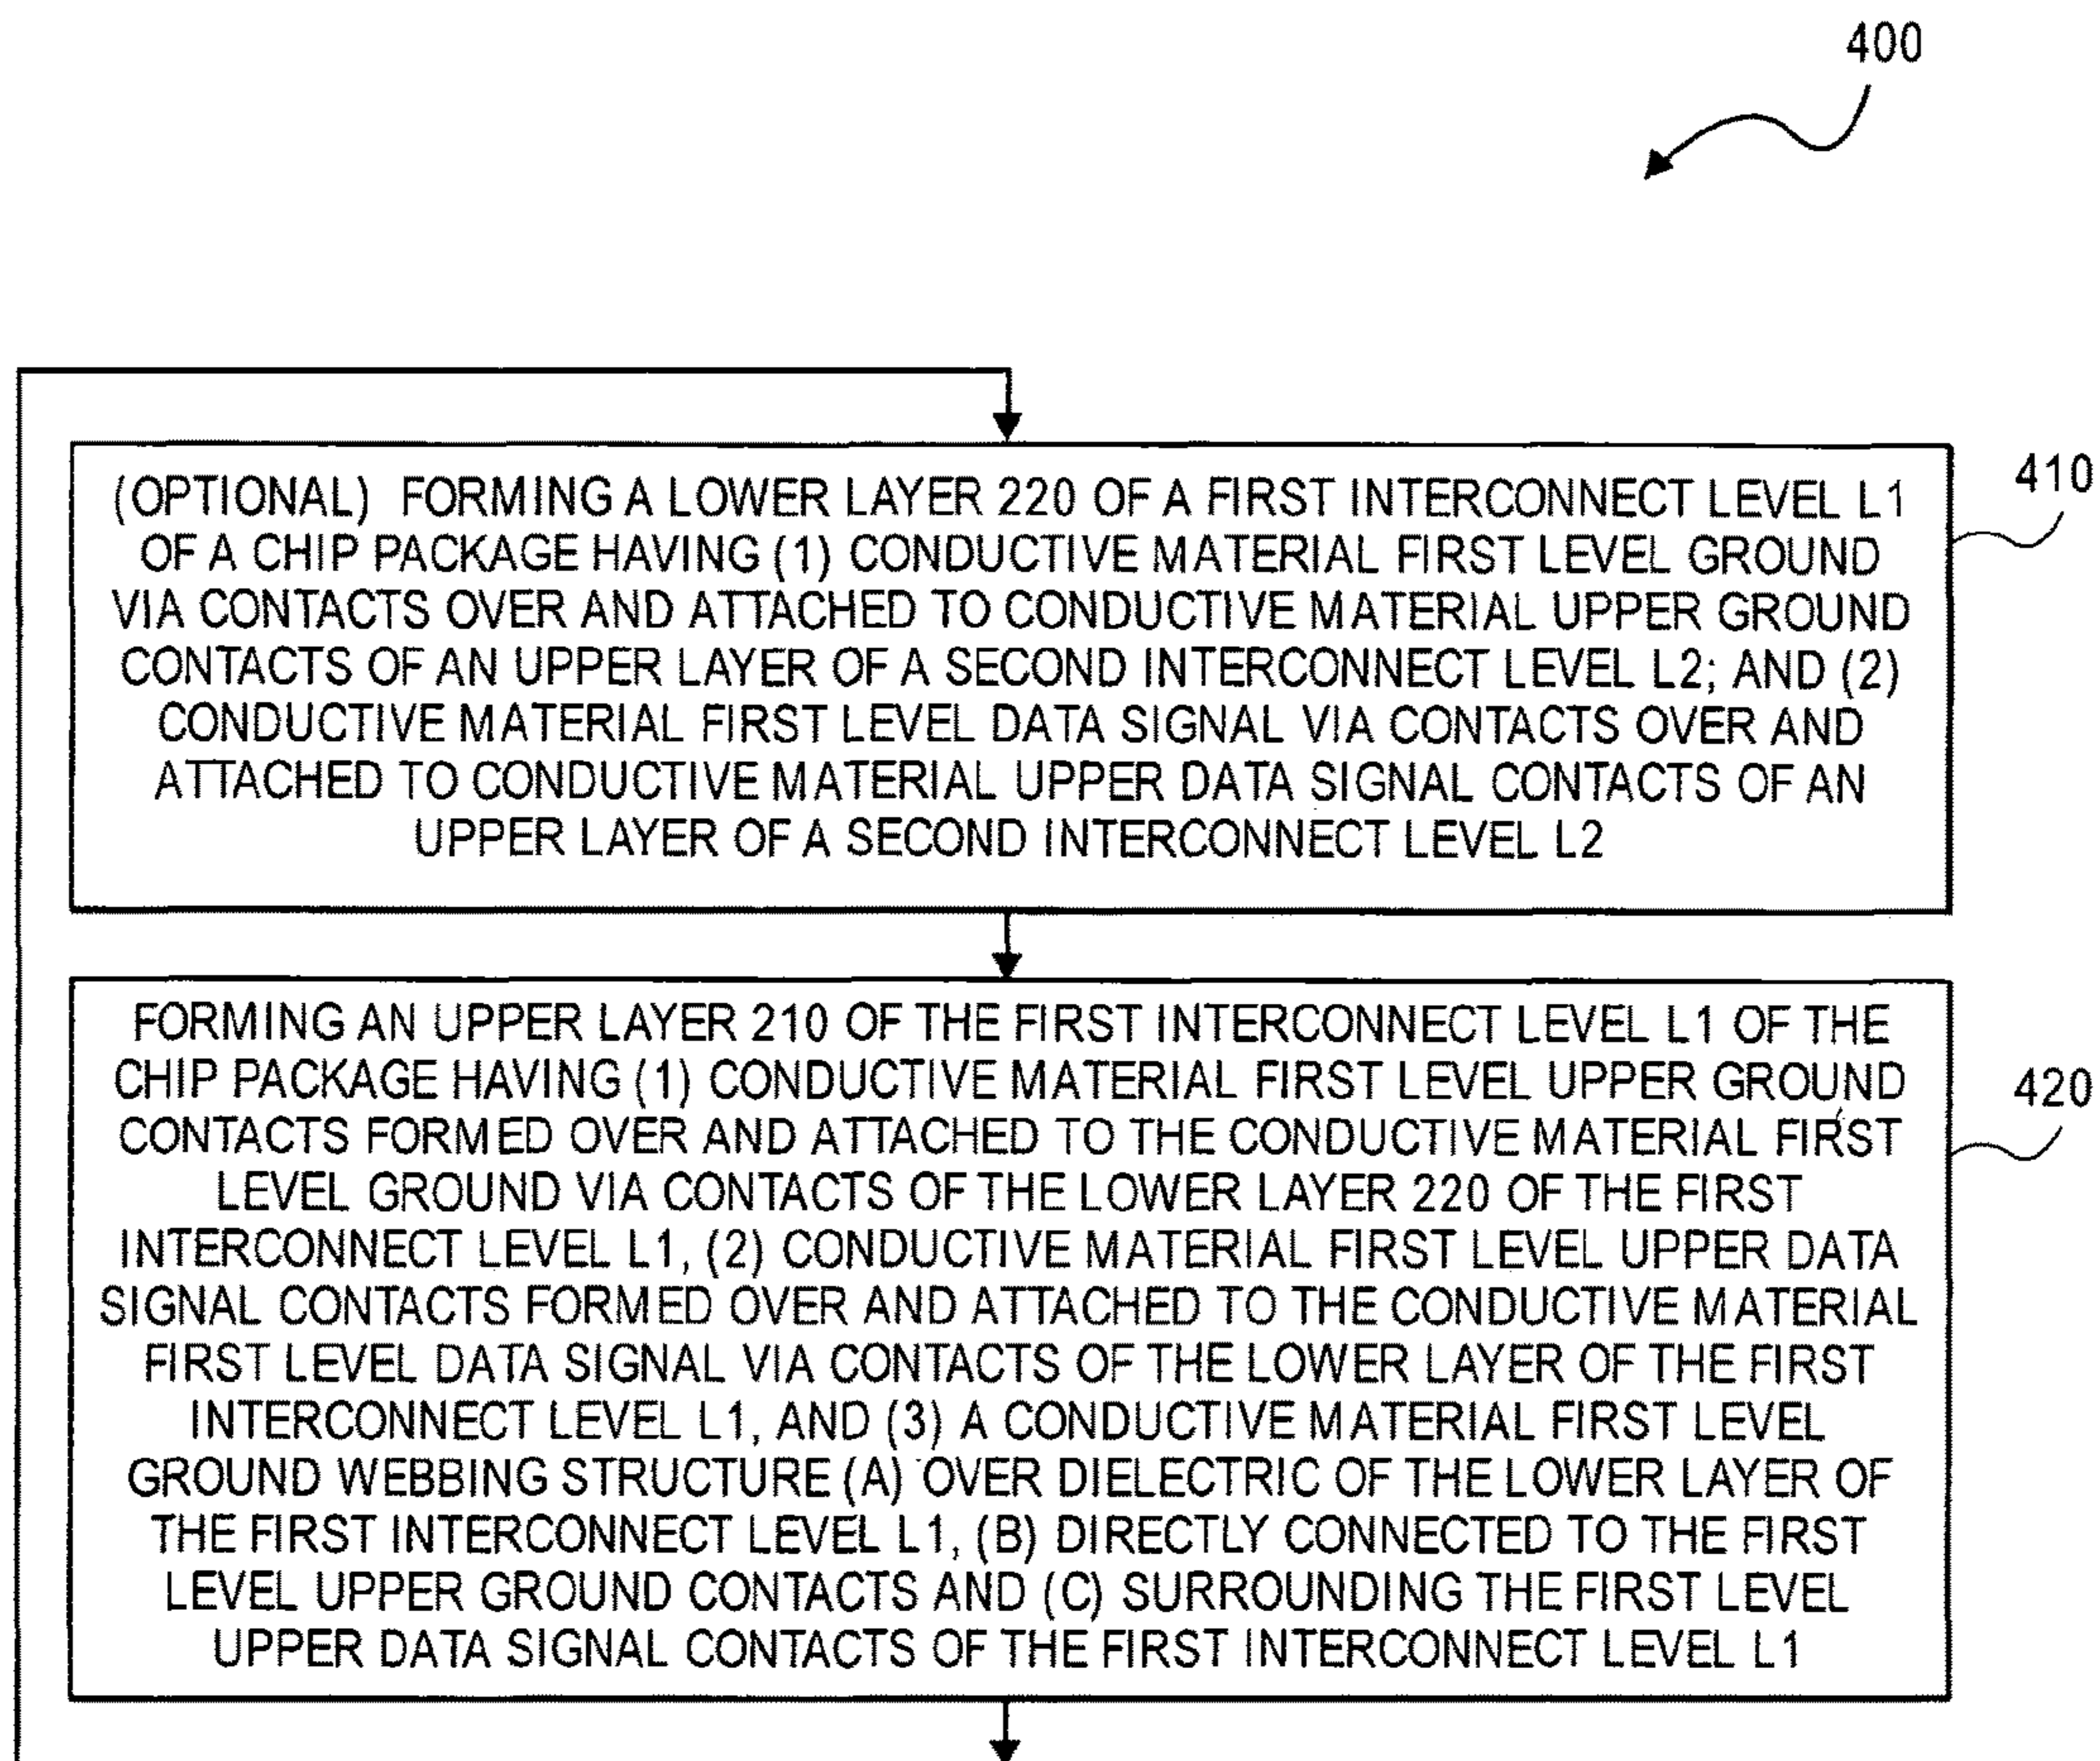 400
(OPTIONAL) FORMING A LOWER LAYER 220 OF A FIRST INTERCONNECT LEVEL L1
OF A CHIP PACKAGE HAVING (1) CONDUCTIVE MATERIAL FIRST LEVEL GROUND
VIA CONTACTS OVER AND ATTACHED TO CONDUCTIVE MATERIAL UPPER GROUND
CONTACTS OF AN UPPER LAYER OF A SECOND INTERCONNECT LEVEL L2; AND (2)
CONDUCTIVE MATERIAL FIRST LEVEL DATA SIGNAL VIA CONTACTS OVER AND
ATTACHED TO CONDUCTIVE MATERIAL UPPER DATA SIGNAL CONTACTS OF AN
UPPER LAYER OF A SECOND INTERCONNECT LEVEL L2
410
FORMING AN UPPER LAYER 210 OF THE FIRST INTERCONNECT LEVEL L1 OF THE
CHIP PACKAGE HAVING (1) CONDUCTIVE MATERIAL FIRST LEVEL UPPER GROUND
CONTACTS FORMED OVER AND ATTACHED TO THE CONDUCTIVE MATERIAL FIRST
LEVEL GROUND VIA CONTACTS OF THE LOWER LAYER 220 OF THE FIRST
INTERCONNECT LEVEL L1, (2) CONDUCTIVE MATERIAL FIRST LEVEL UPPER DATA
SIGNAL CONTACTS FORMED OVER AND ATTACHED TO THE CONDUCTIVE MATERIAL
FIRST LEVEL DATA SIGNAL VIA CONTACTS OF THE LOWER LAYER OF THE FIRST
INTERCONNECT LEVEL L1, AND (3) A CONDUCTIVE MATERIAL FIRST LEVEL
GROUND WEBBING STRUCTURE (A) OVER DIELECTRIC OF THE LOWER LAYER OF
THE FIRST INTERCONNECT LEVEL L1, (B) DIRECTLY CONNECTED TO THE FIRST
LEVEL UPPER GROUND CONTACTS AND (C) SURROUNDING THE FIRST LEVEL
UPPER DATA SIGNAL CONTACTS OF THE FIRST INTERCONNECT LEVEL L1
420